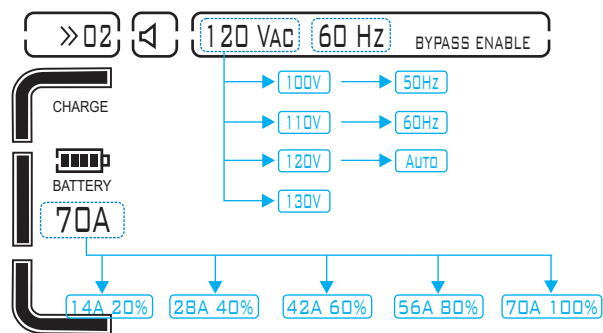 »02 120 VAC 60 Hz BYPASS ENABLE
100V 50Hz
CHARGE
110V 60Hz
120V AUTO
BATTERY
130V
70A
14A 20% 28A 40% 42A 60% 56A 80% 70A 100%